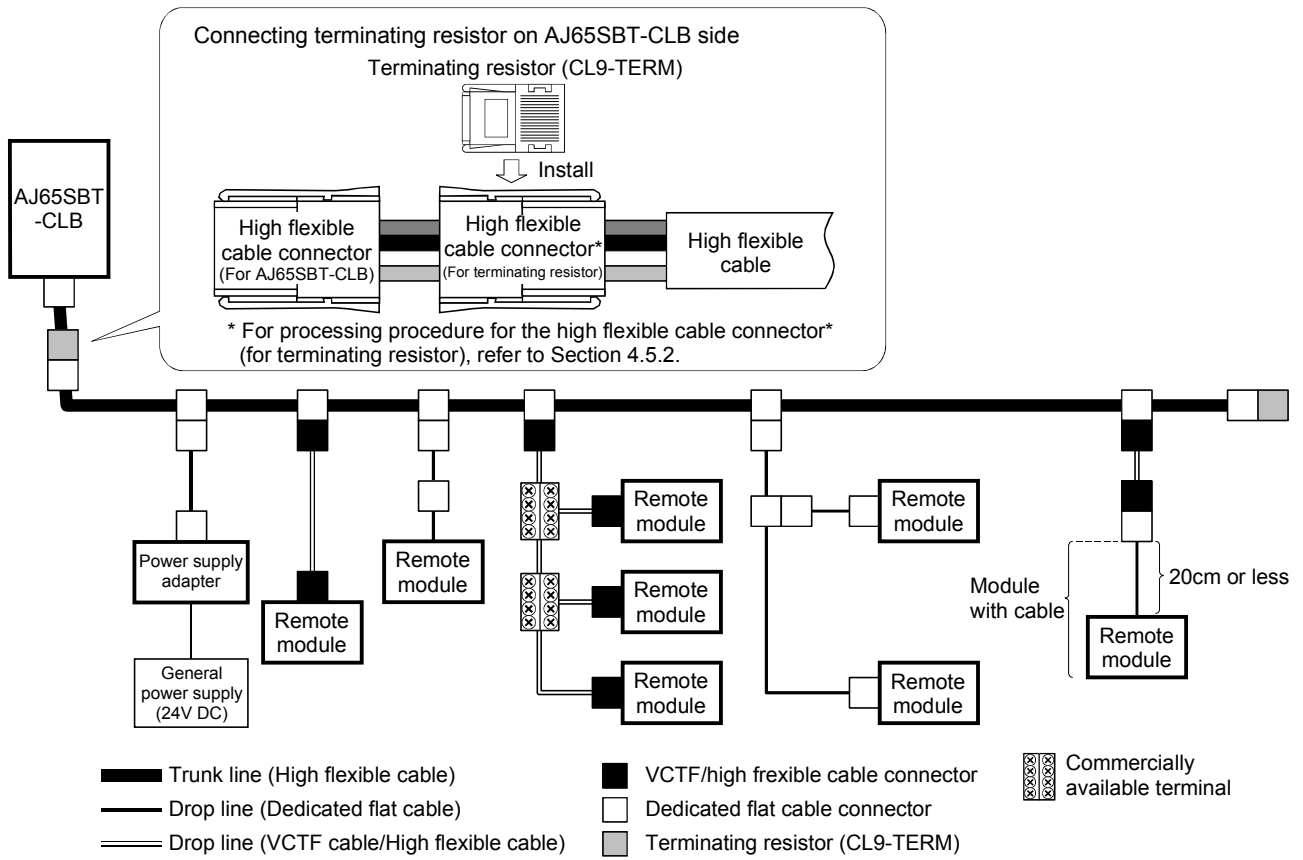 Connecting terminating resistor on AJ65SBT-CLB side
Terminating resistor (CL9-TERM)
Install
AJ65SBT
-CLB
High flexible
cable connector
(For AJ65SBT-CLB)
High flexible
cable connector*
(For terminating resistor)
High flexible
cable
* For processing procedure for the high flexible cable connector*
(for terminating resistor), refer to Section 4.5.2.
Power supply
adapter
General
power supply
(24V DC)
Remote
module
Remote
module
Remote
module
Remote
module
Remote
module
Remote
module
Remote
module
Module
with cable
20cm or less
Remote
module
Trunk line (High flexible cable)
Drop line (Dedicated flat cable)
Drop line (VCTF cable/High flexible cable)
VCTF/high frexible cable connector
Dedicated flat cable connector
Terminating resistor (CL9-TERM)
Commercially
available terminal